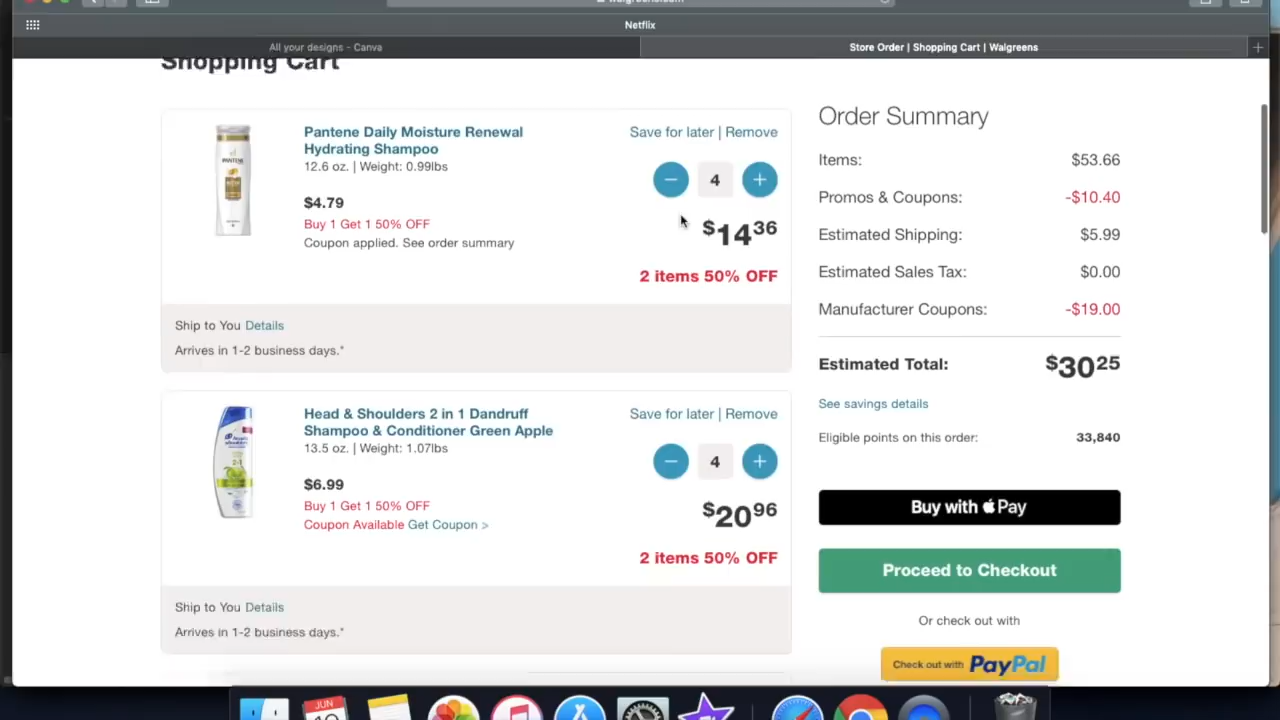 walgreens.com
Netflix
All your designs - Canva
Store Order | Shopping Cart | Walgreens
Shopping Cart
Pantene Daily Moisture Renewal
Hydrating Shampoo
12.6 oz. | Weight: 0.99lbs
$4.79
Buy 1 Get 1 50% OFF
Coupon applied. See order summary
Save for later | Remove
4
$14 36
2 items 50% OFF
Ship to You Details
Arrives in 1-2 business days.*
Head & Shoulders 2 in 1 Dandruff
Shampoo & Conditioner Green Apple
13.5 oz. | Weight: 1.07lbs
$6.99
Buy 1 Get 1 50% OFF
Coupon Available Get Coupon >
Save for later | Remove
4
$20 96
2 items 50% OFF
Ship to You Details
Arrives in 1-2 business days.*
Order Summary
Items: $53.66
Promos & Coupons: -$10.40
Estimated Shipping: $5.99
Estimated Sales Tax: $0.00
Manufacturer Coupons: -$19.00
Estimated Total: $30 25
See savings details
Eligible points on this order: 33,840
Buy with Pay
Proceed to Checkout
Or check out with
Check out with PayPal
PANTENE
JUN